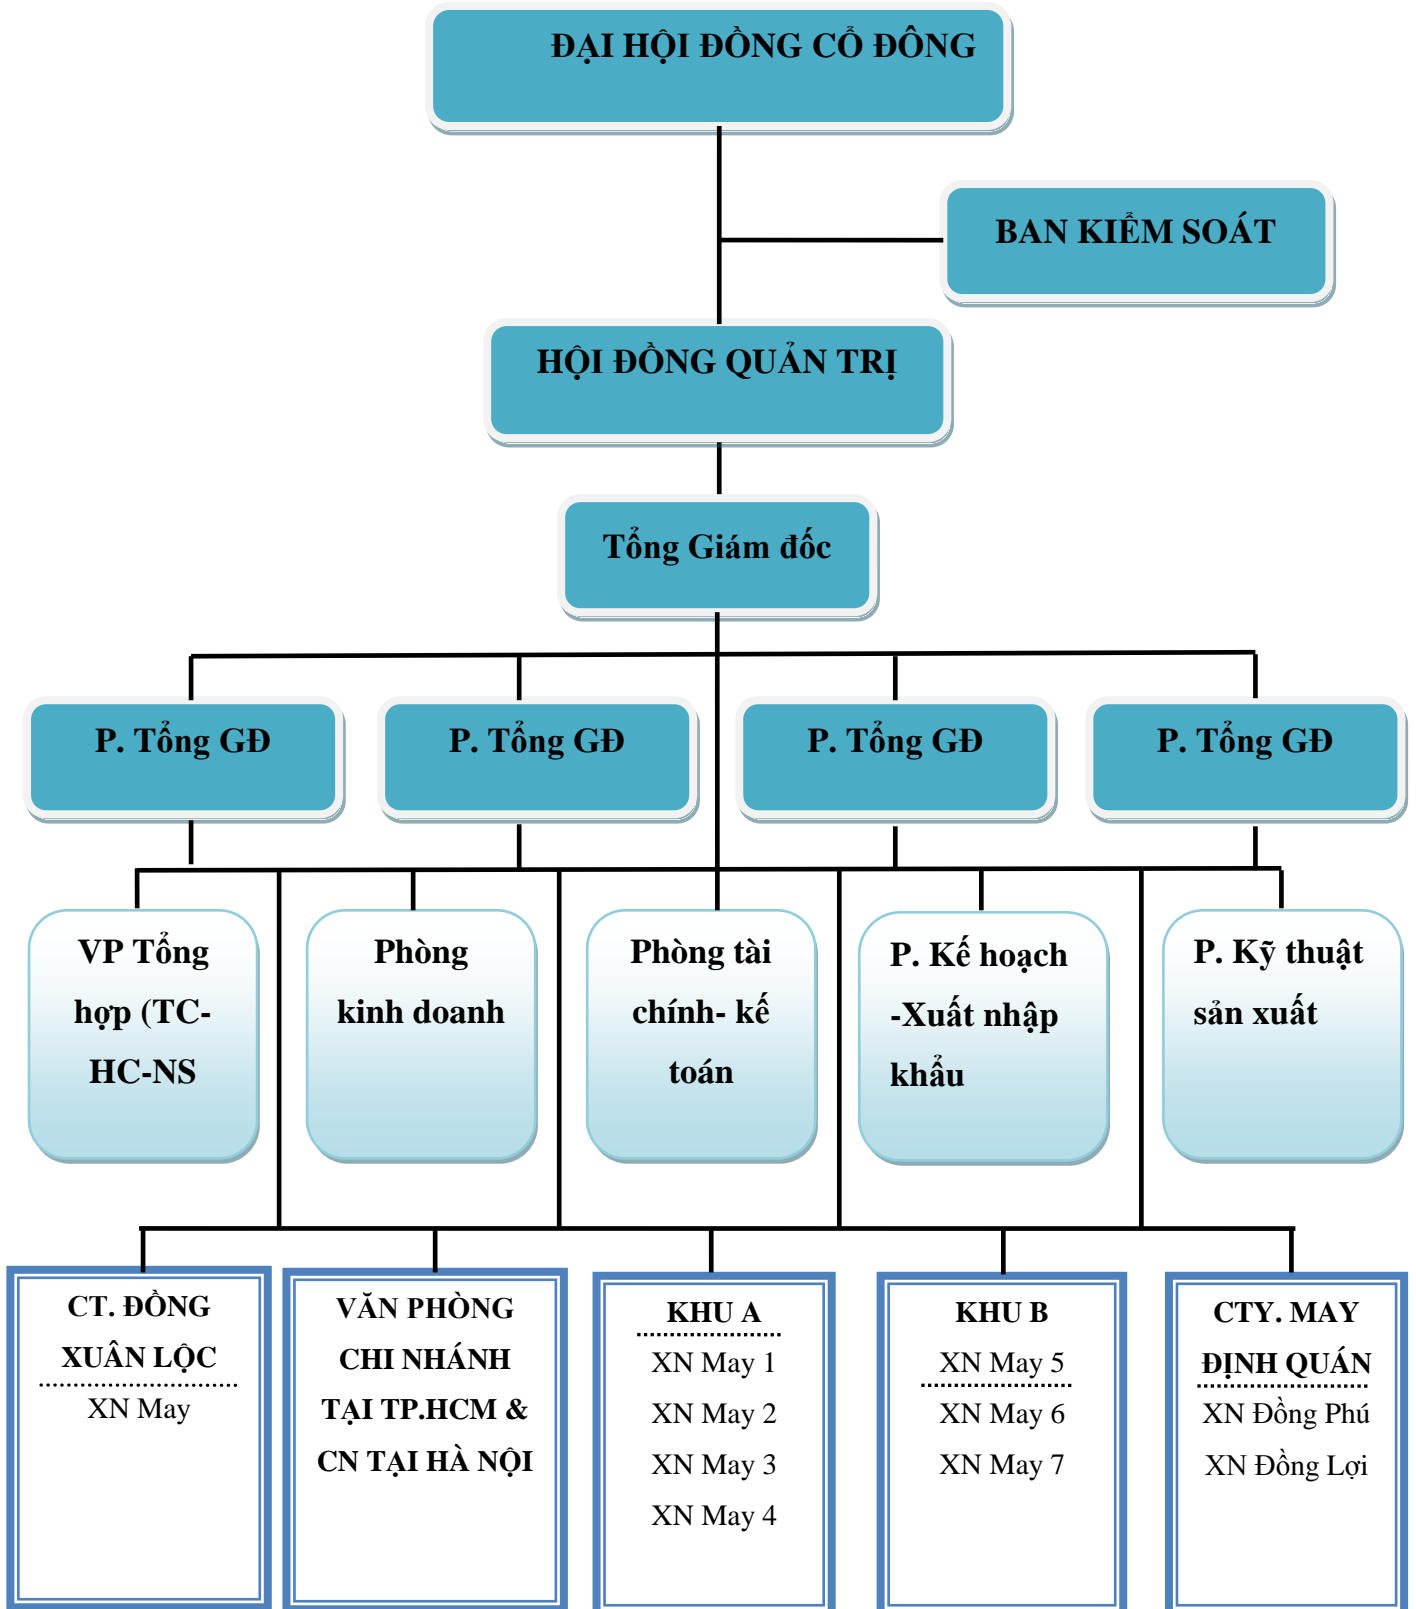 ĐẠI HỘI ĐỒNG CỔ ĐÔNG
BAN KIỂM SOÁT
HỘI ĐỒNG QUẢN TRỊ
Tổng Giám đốc
P. Tổng GĐ
P. Tổng GĐ
P. Tổng GĐ
P. Tổng GĐ
VP Tổng
hợp (TC-
HC-NS
Phòng
kinh doanh
Phòng tài
chính- kế
toán
P. Kế hoạch
-Xuất nhập
khẩu
P. Kỹ thuật
sản xuất
CT. ĐỒNG
XUÂN LỘC
XN May
VĂN PHÒNG
CHI NHÁNH
TẠI TP.HCM &
CN TẠI HÀ NỘI
KHU A
XN May 1
XN May 2
XN May 3
XN May 4
KHU B
XN May 5
XN May 6
XN May 7
CTY. MAY
ĐỊNH QUÁN
XN Đồng Phú
XN Đồng Lợi